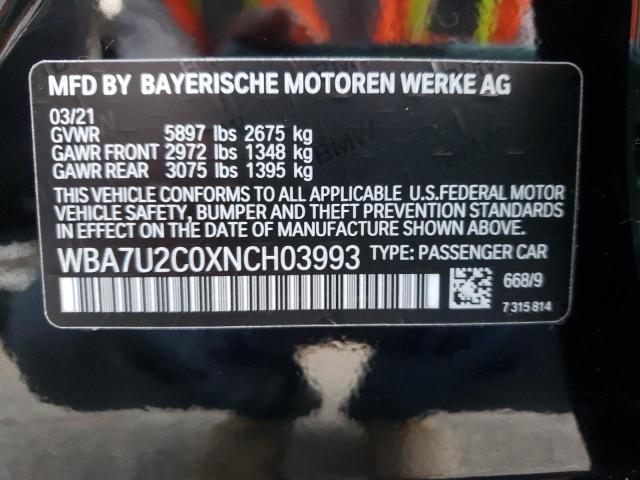 MFD BY BAYERISCHE MOTOREN WERKE AG
03/21
GVWR 5897 lbs 2675 kg
GAWR FRONT 2972 lbs 1348 kg
GAWR REAR 3075 lbs 1395 kg
THIS VEHICLE CONFORMS TO ALL APPLICABLE U.S.FEDERAL MOTOR
VEHICLE SAFETY, BUMPER AND THEFT PREVENTION STANDARDS
IN EFFECT ON THE DATE OF MANUFACTURE SHOWN ABOVE.
WBA7U2C0XNCH03993 TYPE: PASSENGER CAR
668/9
7 315 814
BMW